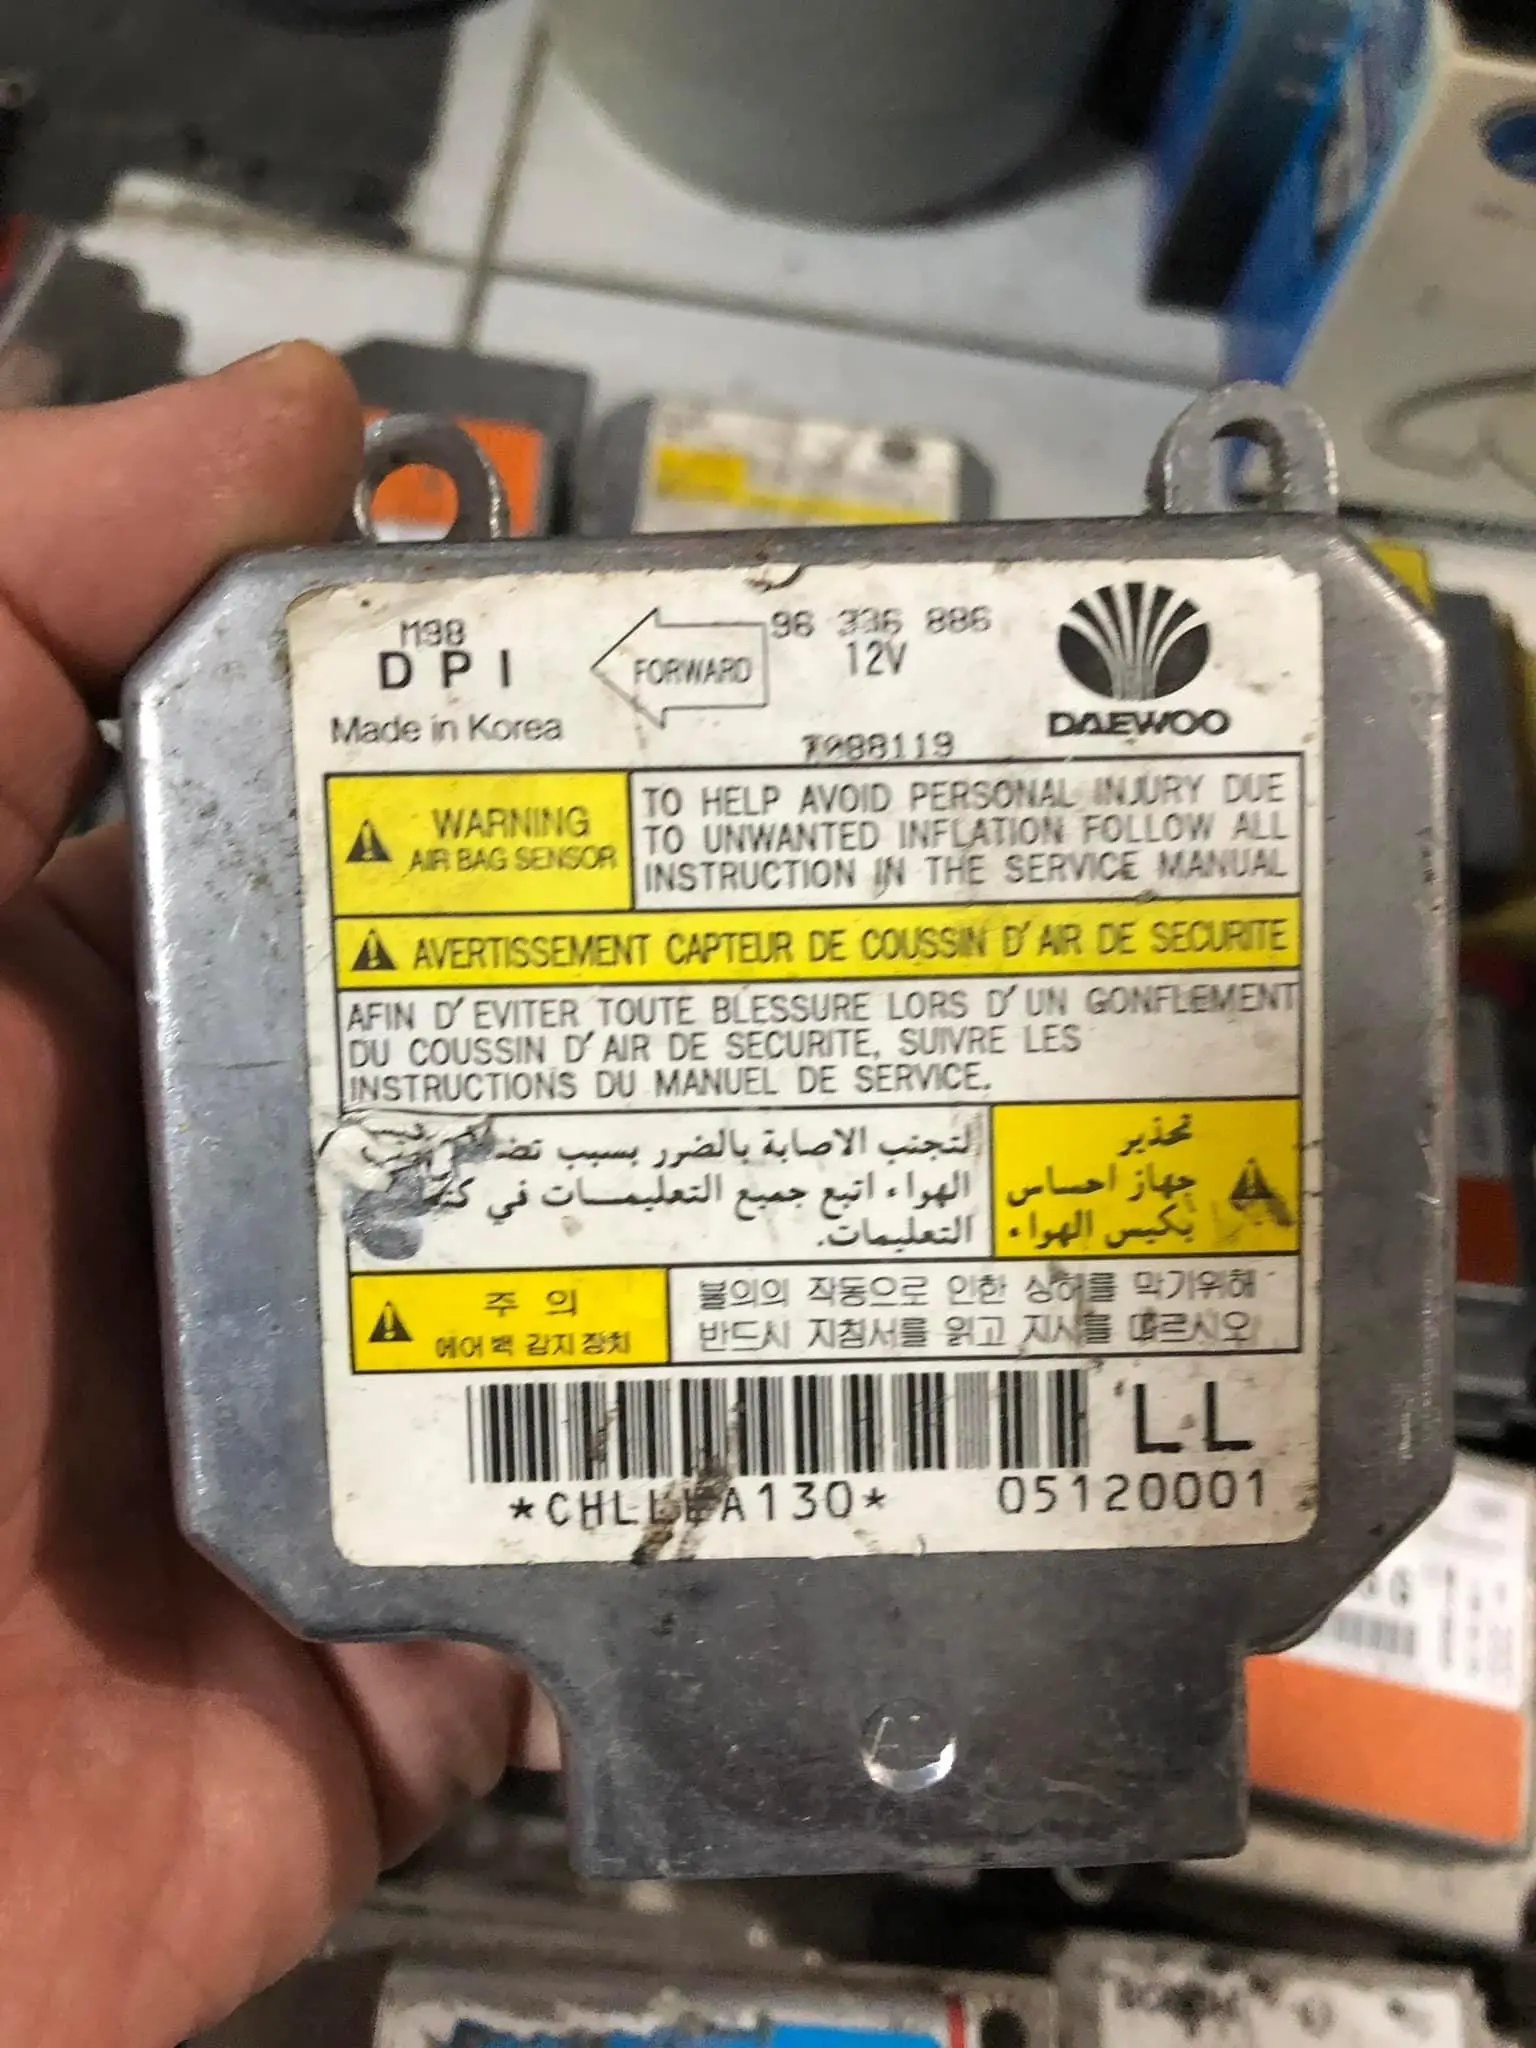 M98
DPI
FORWARD
96 336 886
12V
Made in Korea
DAEWOO
088119
WARNING
AIR BAG SENSOR
TO HELP AVOID PERSONAL INJURY DUE
TO UNWANTED INFLATION FOLLOW ALL
INSTRUCTION IN THE SERVICE MANUAL
AVERTISSEMENT CAPTEUR DE COUSSIN D'AIR DE SECURITE
AFIN D'EVITER TOUTE BLESSURE LORS D'UN GONFLEMENT
DU COUSSIN D'AIR DE SECURITE, SUIVRE LES
INSTRUCTIONS DU MANUEL DE SERVICE.
تحذير
جهاز احساس
بكيس الهواء
لتجنب الاصابة بالضرر بسبب
الهواء اتبع جميع التعليمات في
التعليمات.
주 의
에어백 감지 장치
불의의 작동으로 인한 상해를 막기위해
반드시 지침서를 읽고 지시를 따르시오
LL
A130*
05120001